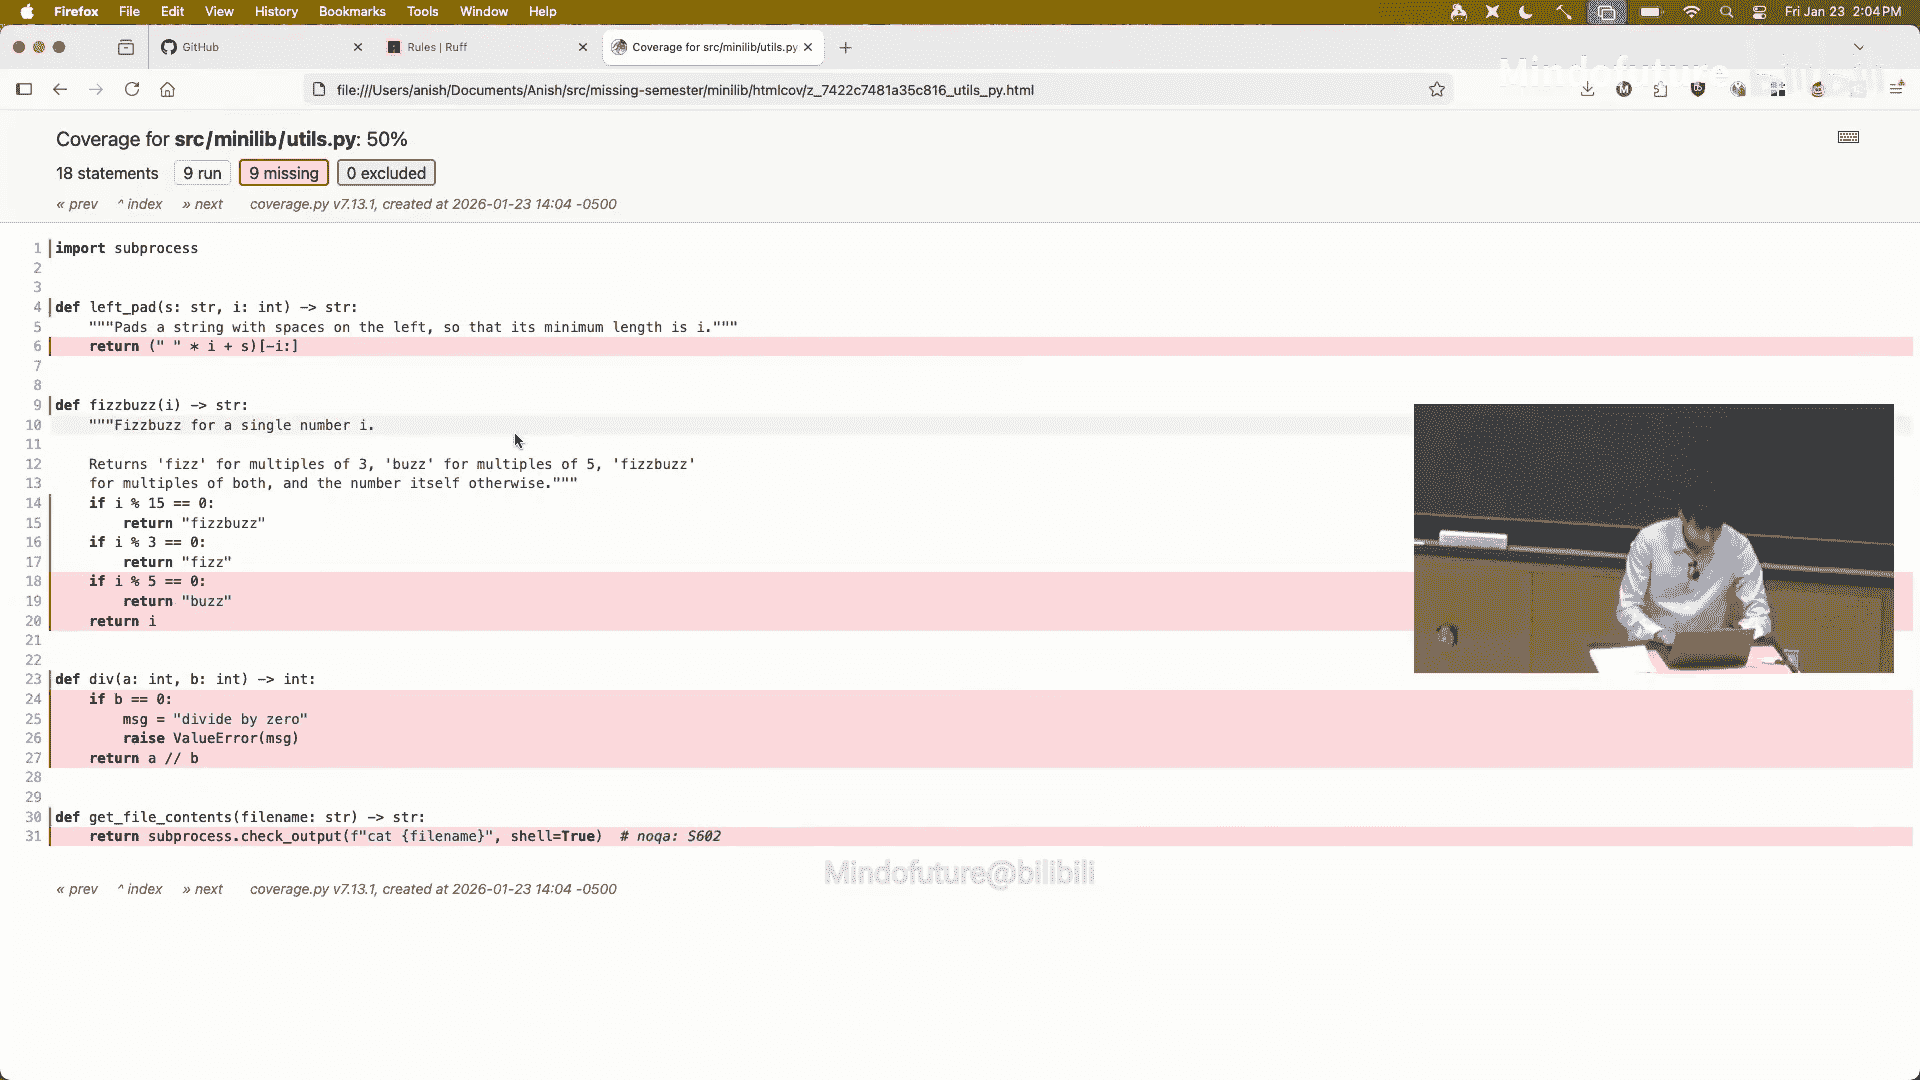 Firefox File Edit View History Bookmarks Tools Window Help Fri Jan 23 2:04 PM
GitHub Rules | Ruff Coverage for src/minilib/utils.py
file:///Users/anish/Documents/Anish/src/missing-semester/minilib/htmlcov/z_7422c7481a35c816_utils_py.html
Mindofuture
Coverage for src/minilib/utils.py: 50%
18 statements 9 run 9 missing 0 excluded
« prev ^ index » next coverage.py v7.13.1, created at 2026-01-23 14:04 -0500
1 import subprocess
2
3
4 def left_pad(s: str, i: int) -> str:
5 """Pads a string with spaces on the left, so that its minimum length is i."""
6 return (" " * i + s)[-i:]
7
8
9 def fizzbuzz(i) -> str:
10 """Fizzbuzz for a single number i.
11
12 Returns 'fizz' for multiples of 3, 'buzz' for multiples of 5, 'fizzbuzz'
13 for multiples of both, and the number itself otherwise."""
14 if i % 15 == 0:
15 return "fizzbuzz"
16 if i % 3 == 0:
17 return "fizz"
18 if i % 5 == 0:
19 return "buzz"
20 return i
21
22
23 def div(a: int, b: int) -> int:
24 if b == 0:
25 msg = "divide by zero"
26 raise ValueError(msg)
27 return a // b
28
29
30 def get_file_contents(filename: str) -> str:
31 return subprocess.check_output(f"cat {filename}", shell=True) # noqa: S602
Mindofuture@bilibili
« prev ^ index » next coverage.py v7.13.1, created at 2026-01-23 14:04 -0500